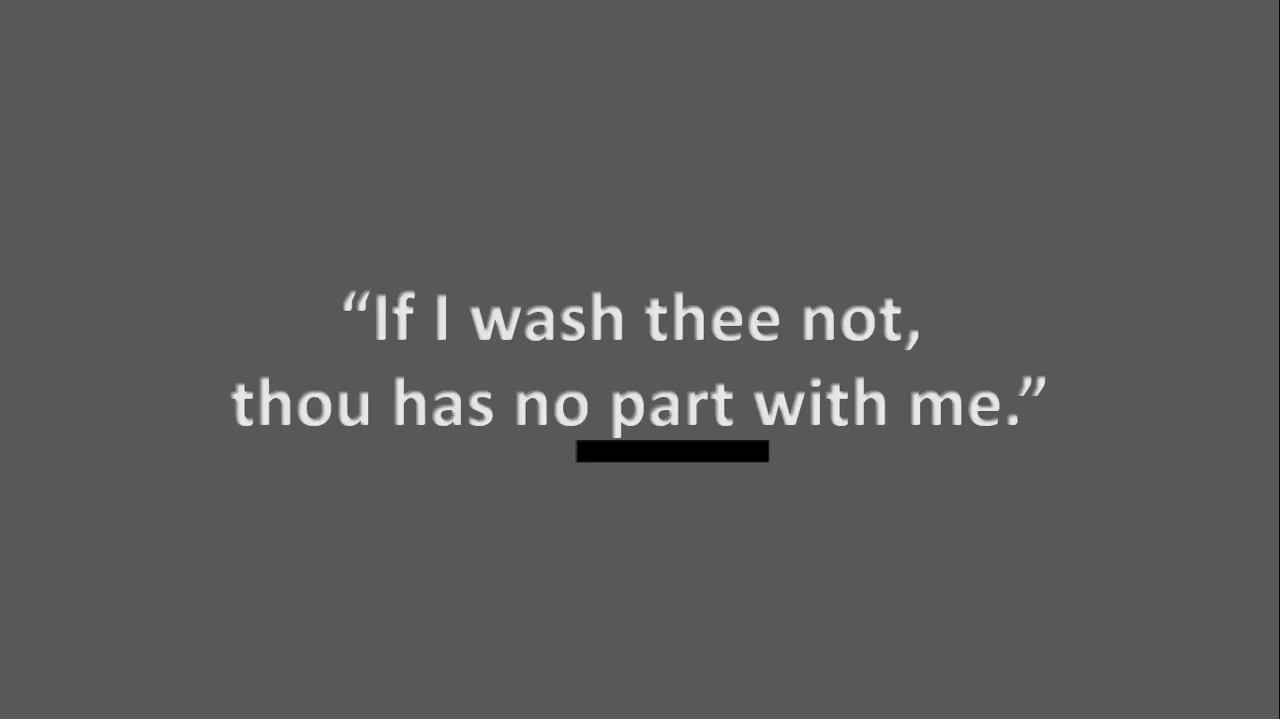 “If I wash thee not,
thou has no part with me.”